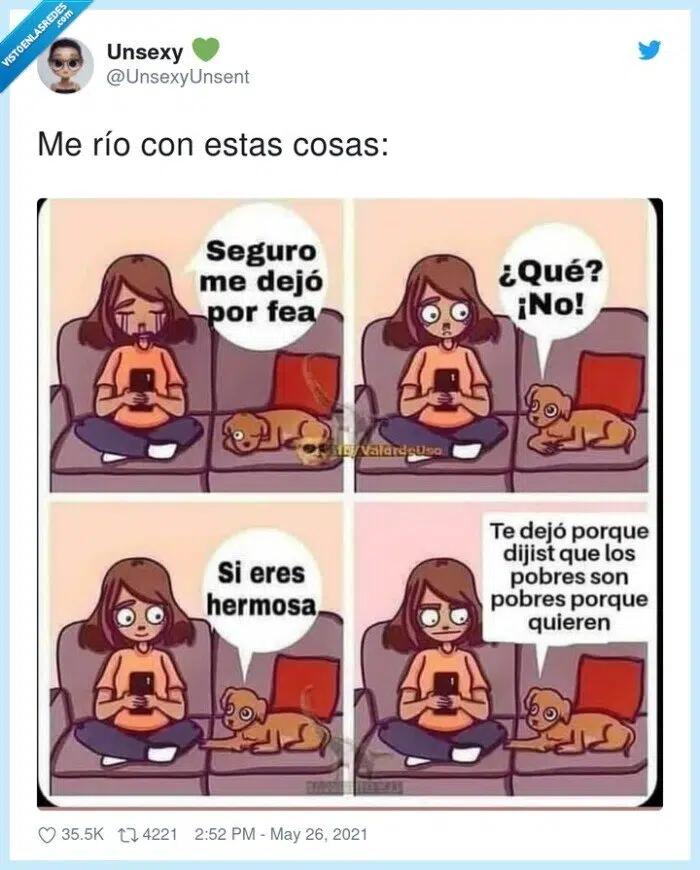 VISTOENLASREDES
.com
Unsexy 💚
@UnsexyUnsent
Me río con estas cosas:
Seguro
me dejó
por fea
¿Qué?
¡No!
Si eres
hermosa
Te dejó porque
dijist que los
pobres son
pobres porque
quieren
35.5K 4221 2:52 PM - May 26, 2021